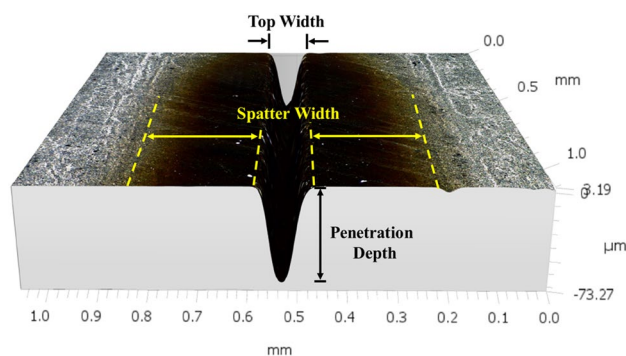 Top Width
0.0
0.5
mm
Spatter Width
1.0
3.19
0
Penetration
Depth
µm
-73.27
1.0 0.9 0.8 0.7 0.6 0.5 0.4 0.3 0.2 0.1 0.0
mm